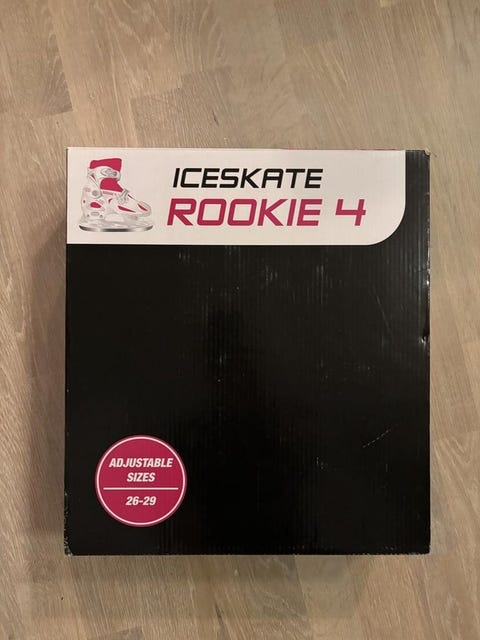 ICESKATE
ROOKIE 4
ADJUSTABLE
SIZES
26-29